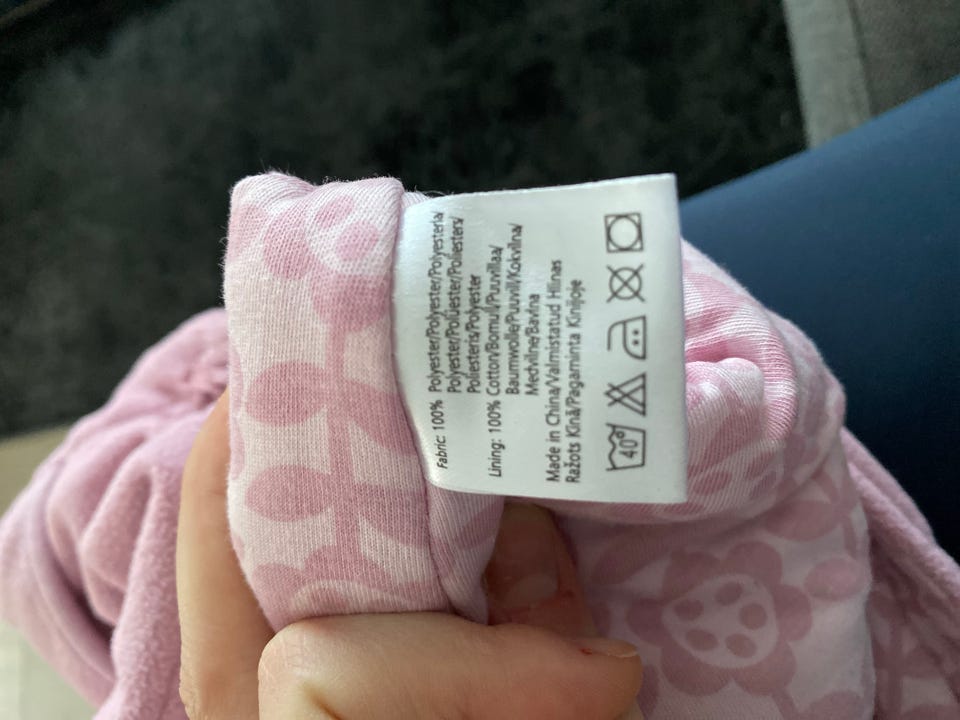 Fabric: 100% Polyester/Polyester/Polyesteria/
Polyester/Polüester/Poliesters/
Poliesteris/Polyester
Lining: 100% Cotton/Bomull/Puuvillaa/
Baumwolle/Puuvill/Kokvilna/
Medvilnė/Bavlna
Made in China/Valmistatud Hiinas
Ražots Ķīnā/Pagaminta Kinijoje
40°